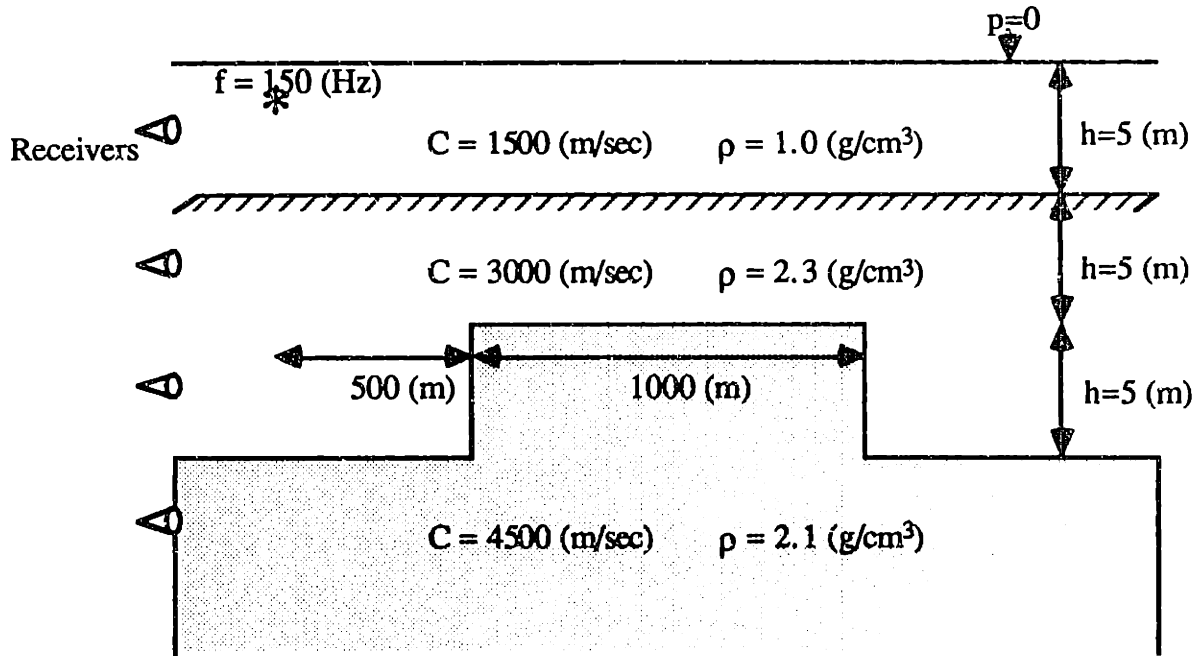 p=0
f = 150 (Hz)
Receivers
C = 1500 (m/sec) ρ = 1.0 (g/cm³)
h=5 (m)
C = 3000 (m/sec) ρ = 2.3 (g/cm³)
h=5 (m)
500 (m)
1000 (m)
h=5 (m)
C = 4500 (m/sec) ρ = 2.1 (g/cm³)